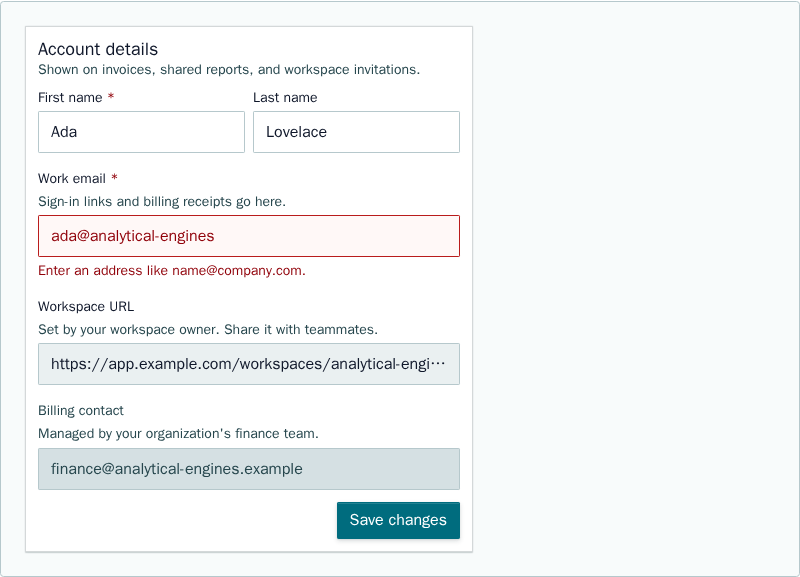 Account details
Shown on invoices, shared reports, and workspace invitations.
First name *
Last name
Ada
Lovelace
Work email *
Sign-in links and billing receipts go here.
ada@analytical-engines
Enter an address like name@company.com.
Workspace URL
Set by your workspace owner. Share it with teammates.
https://app.example.com/workspaces/analytical-engi…
Billing contact
Managed by your organization's finance team.
finance@analytical-engines.example
Save changes